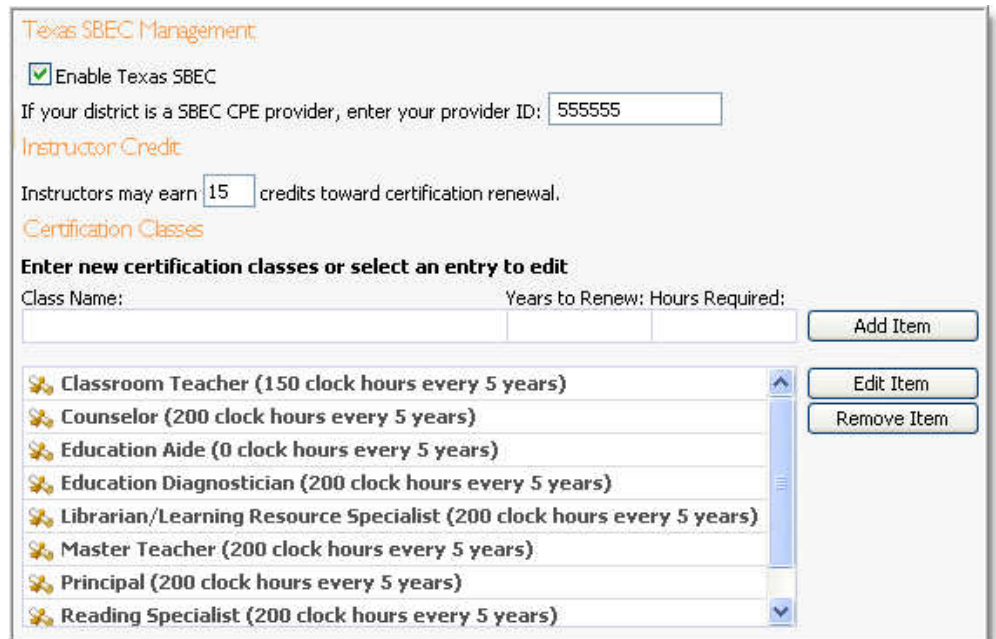 Texas SBEC Management
Enable Texas SBEC
If your district is a SBEC CPE provider, enter your provider ID: 555555
Instructor Credit
Instructors may earn 15 credits toward certification renewal.
Certification Classes
Enter new certification classes or select an entry to edit
Class Name: Years to Renew: Hours Required:
Add Item
Classroom Teacher (150 clock hours every 5 years) Edit Item
Counselor (200 clock hours every 5 years) Remove Item
Education Aide (0 clock hours every 5 years)
Education Diagnostician (200 clock hours every 5 years)
Librarian/Learning Resource Specialist (200 clock hours every 5 years)
Master Teacher (200 clock hours every 5 years)
Principal (200 clock hours every 5 years)
Reading Specialist (200 clock hours every 5 years)